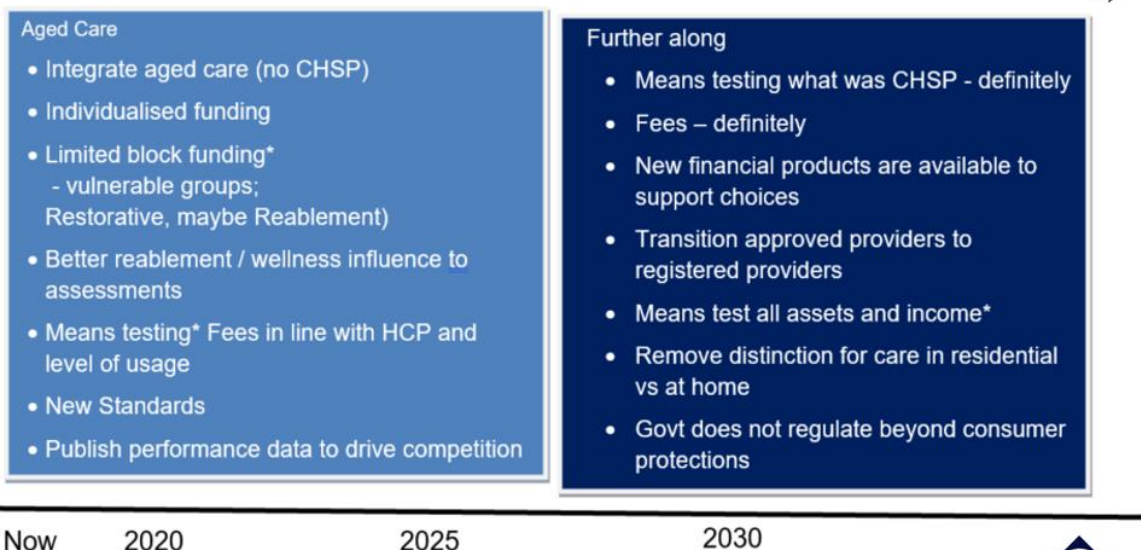 Aged Care
• Integrate aged care (no CHSP)
• Individualised funding
• Limited block funding*
- vulnerable groups;
Restorative, maybe Reablement)
• Better reablement / wellness influence to
assessments
• Means testing* Fees in line with HCP and
level of usage
• New Standards
• Publish performance data to drive competition
Further along
• Means testing what was CHSP - definitely
• Fees – definitely
• New financial products are available to
support choices
• Transition approved providers to
registered providers
• Means test all assets and income*
• Remove distinction for care in residential
vs at home
• Govt does not regulate beyond consumer
protections
Now 2020 2025 2030